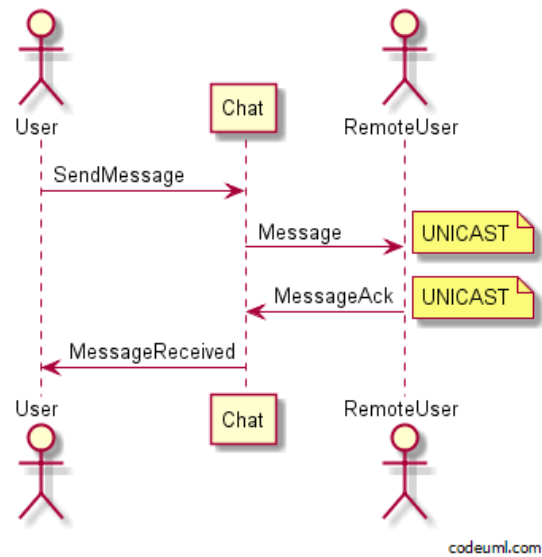 User
Chat
RemoteUser
SendMessage
Message
UNICAST
MessageAck
UNICAST
MessageReceived
User
Chat
RemoteUser
codeuml.com